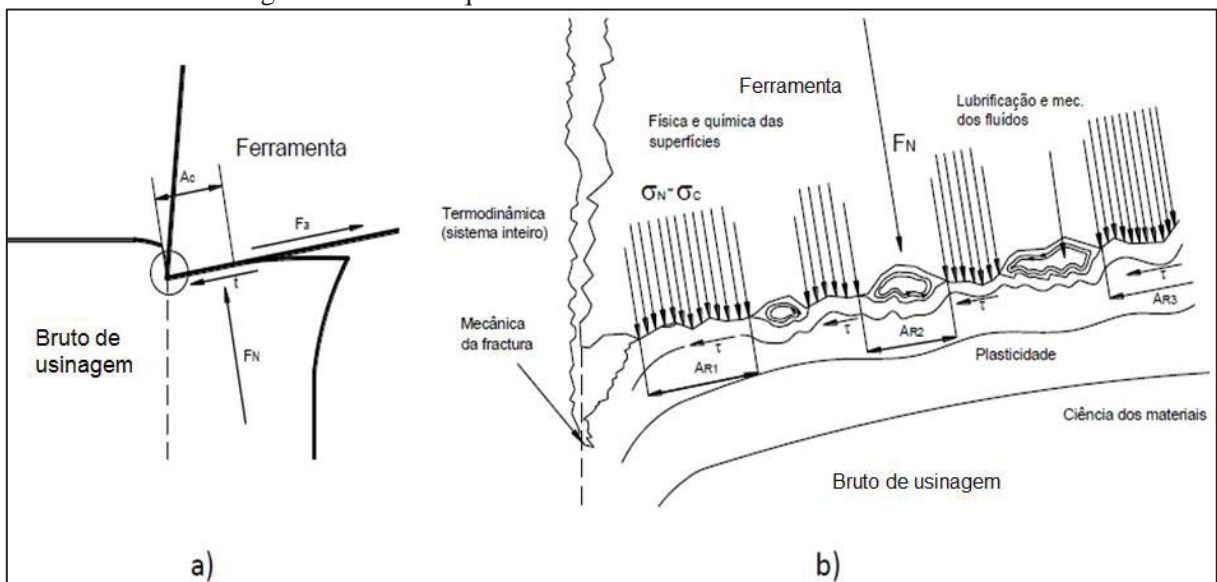 Ferramenta
Ac
F3
t
FN
Bruto de
usinagem
a)
Ferramenta
Física e química das
superfícies
Lubrificação e mec.
dos fluídos
FN
σN~σC
Termodinâmica
(sistema inteiro)
Mecânica
da fractura
τ
τ
τ
τ
AR1
AR2
AR3
Plasticidade
Ciência dos materiais
Bruto de usinagem
b)